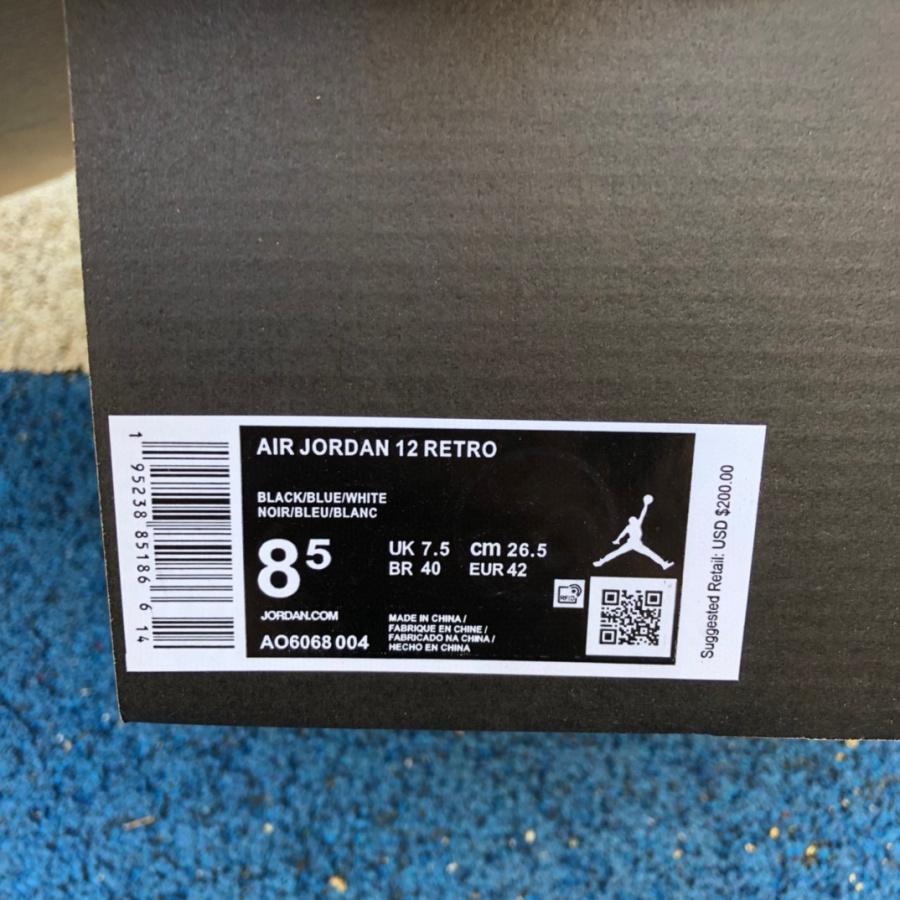 1 95238 85186 6 14
AIR JORDAN 12 RETRO
BLACK/BLUE/WHITE
NOIR/BLEU/BLANC
8⁵
UK 7.5 cm 26.5
BR 40 EUR 42
JORDAN.COM
AO6068 004
MADE IN CHINA /
FABRIQUE EN CHINE /
FABRICADO NA CHINA /
HECHO EN CHINA
RFID
Suggested Retail: USD $200.00